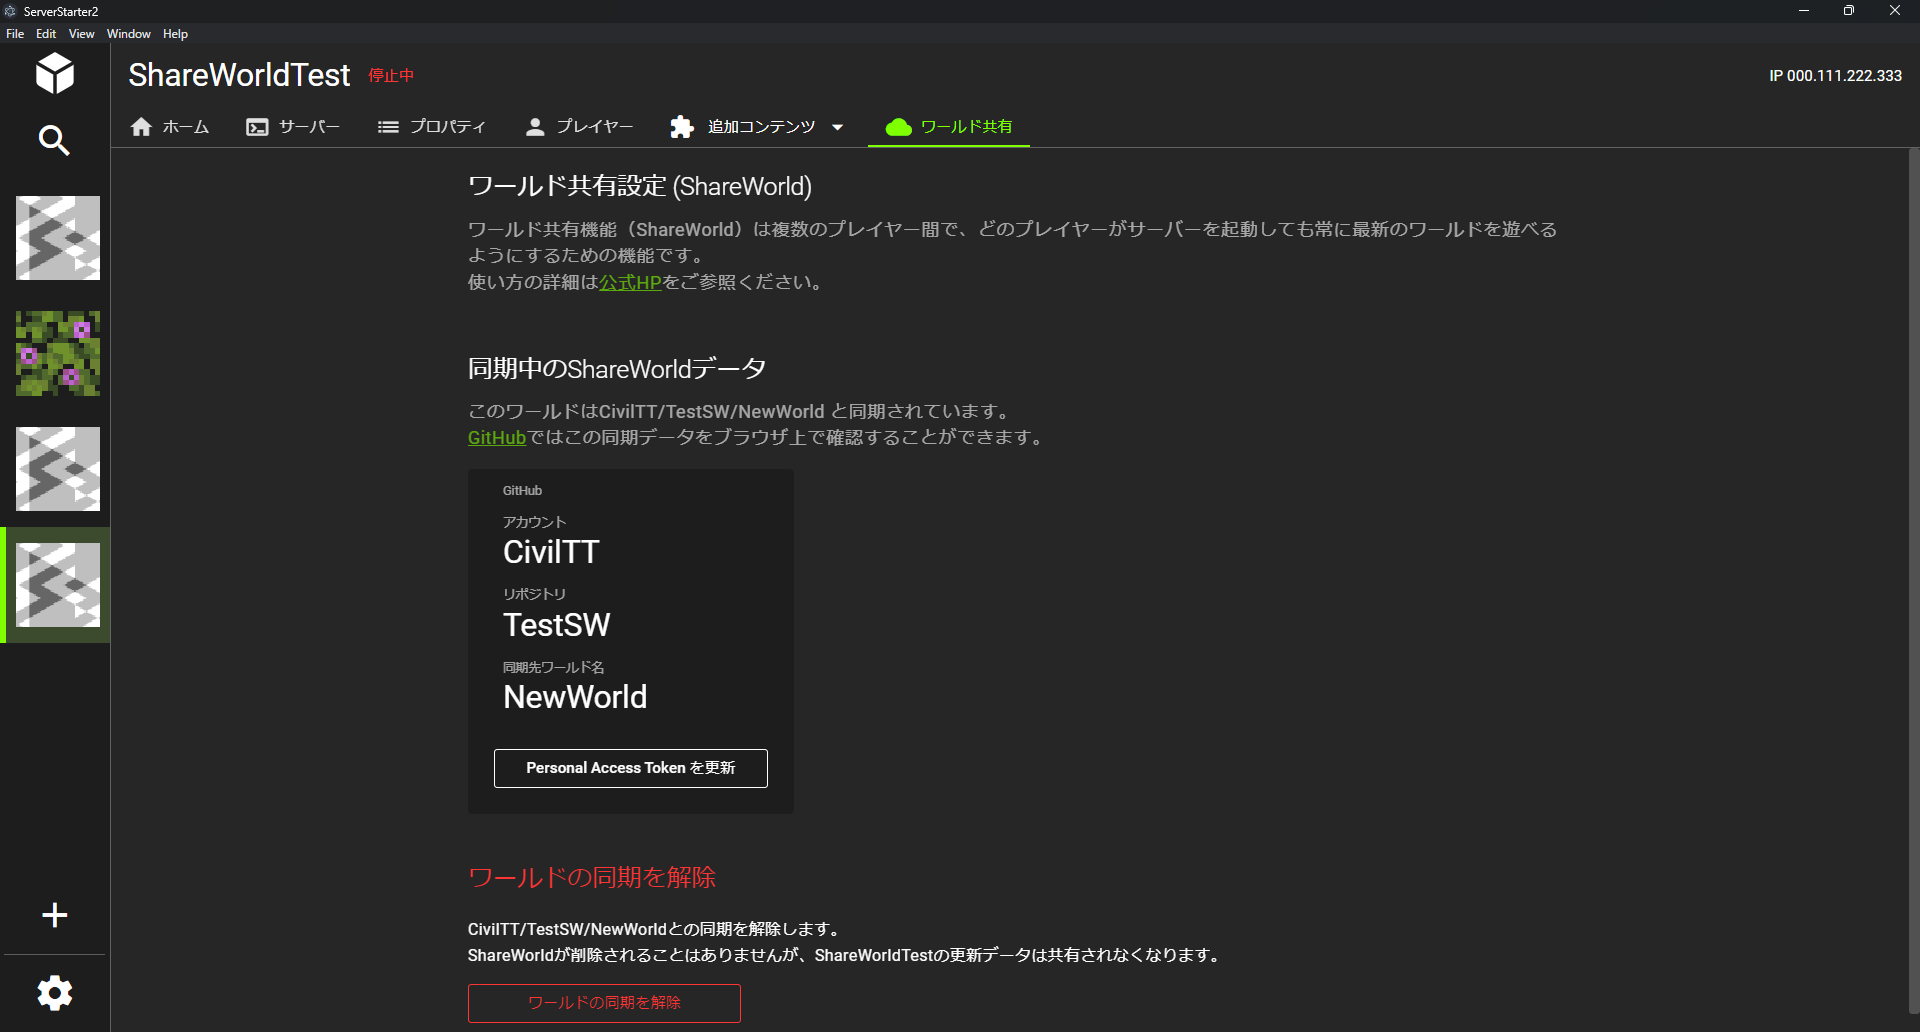 ServerStarter2
File Edit View Window Help
ShareWorldTest 停止中
IP 000.111.222.333
ホーム サーバー プロパティ プレイヤー 追加コンテンツ ワールド共有
ワールド共有設定 (ShareWorld)
ワールド共有機能（ShareWorld）は複数のプレイヤー間で、どのプレイヤーがサーバーを起動しても常に最新のワールドを遊べる
ようにするための機能です。
使い方の詳細は公式HPをご参照ください。
同期中のShareWorldデータ
このワールドはCivilTT/TestSW/NewWorld と同期されています。
GitHubではこの同期データをブラウザ上で確認することができます。
GitHub
アカウント
CivilTT
リポジトリ
TestSW
同期先ワールド名
NewWorld
Personal Access Token を更新
ワールドの同期を解除
CivilTT/TestSW/NewWorldとの同期を解除します。
ShareWorldが削除されることはありませんが、ShareWorldTestの更新データは共有されなくなります。
ワールドの同期を解除